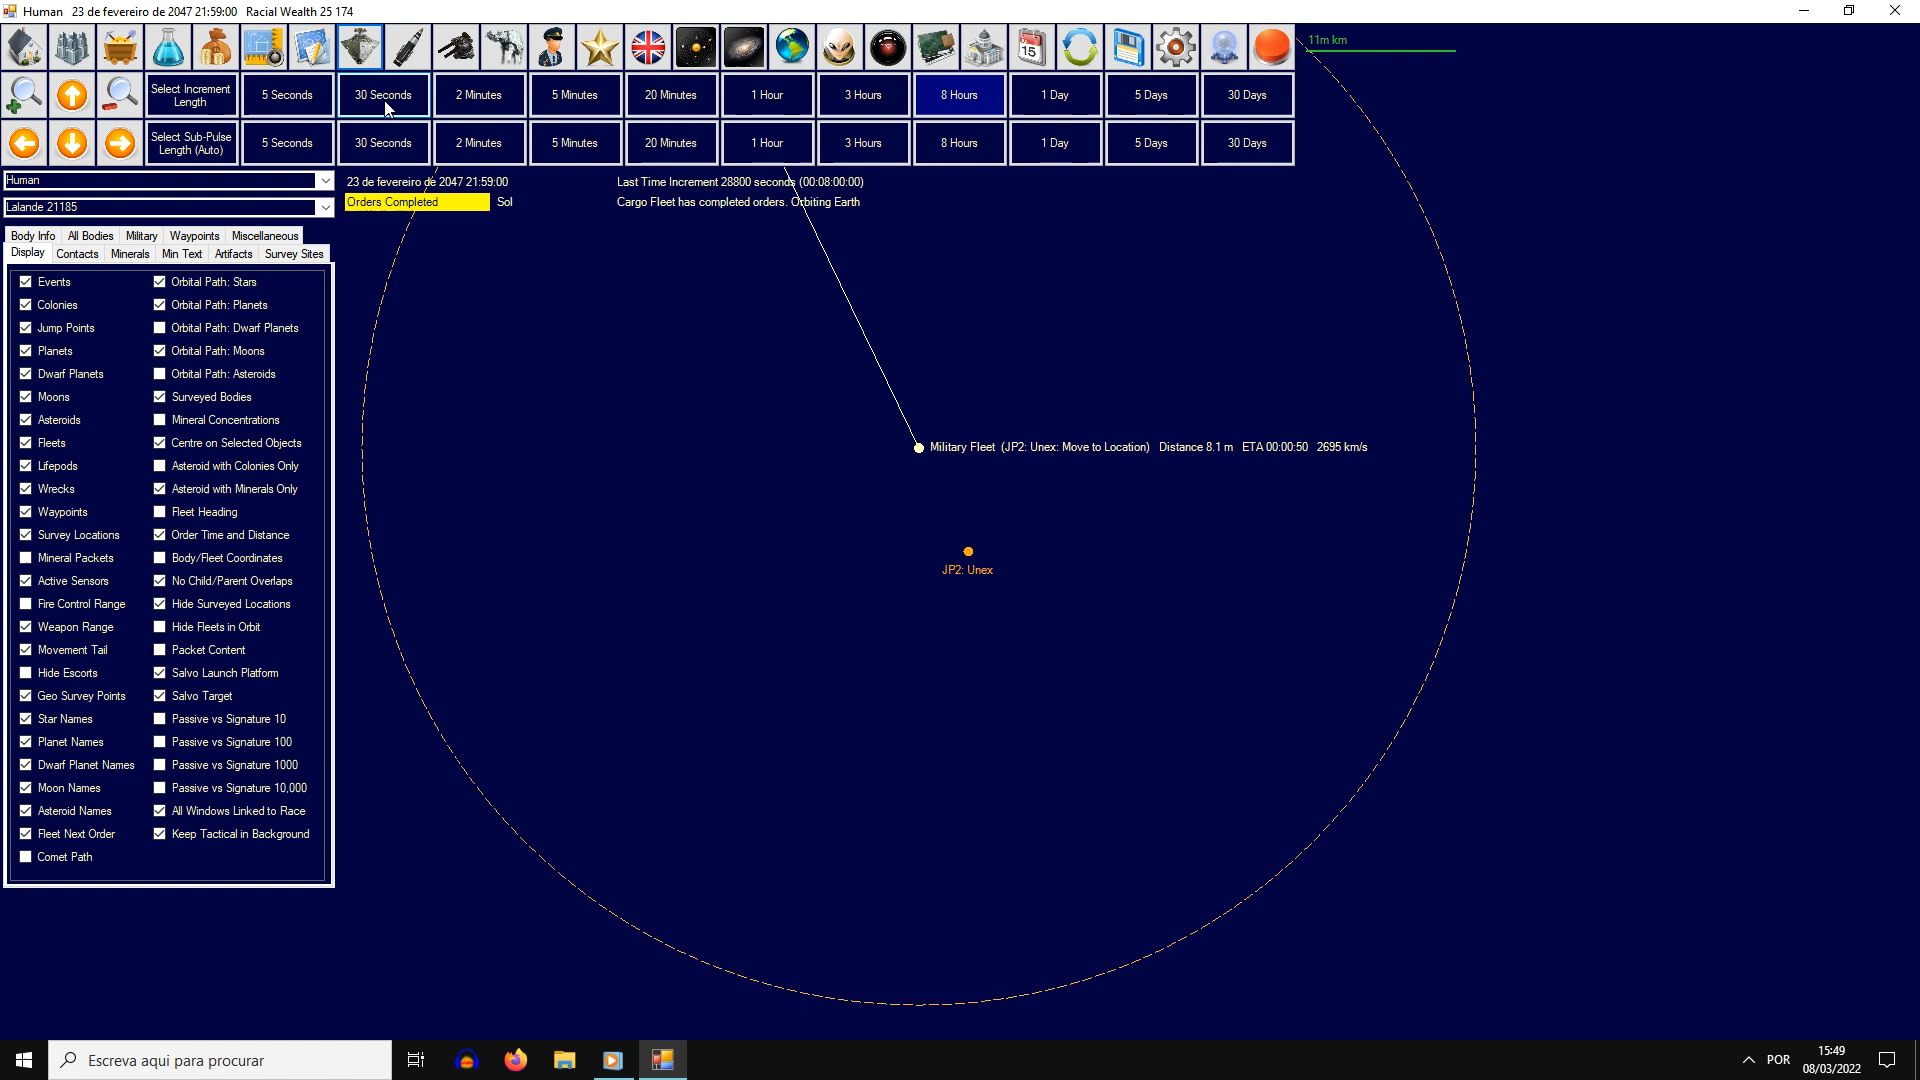 Human   23 de fevereiro de 2047 21:59:00   Racial Wealth 25 174
15
11m km
Select Increment Length
5 Seconds
30 Seconds
2 Minutes
5 Minutes
20 Minutes
1 Hour
3 Hours
8 Hours
1 Day
5 Days
30 Days
Select Sub-Pulse Length (Auto)
5 Seconds
30 Seconds
2 Minutes
5 Minutes
20 Minutes
1 Hour
3 Hours
8 Hours
1 Day
5 Days
30 Days
Human
Lalande 21185
23 de fevereiro de 2047 21:59:00
Last Time Increment 28800 seconds (00:08:00:00)
Orders Completed
Sol
Cargo Fleet has completed orders. Orbiting Earth
Body Info
All Bodies
Military
Waypoints
Miscellaneous
Display
Contacts
Minerals
Min Text
Artifacts
Survey Sites
Events
Orbital Path: Stars
Colonies
Orbital Path: Planets
Jump Points
Orbital Path: Dwarf Planets
Planets
Orbital Path: Moons
Dwarf Planets
Orbital Path: Asteroids
Moons
Surveyed Bodies
Asteroids
Mineral Concentrations
Fleets
Centre on Selected Objects
Lifepods
Asteroid with Colonies Only
Wrecks
Asteroid with Minerals Only
Waypoints
Fleet Heading
Survey Locations
Order Time and Distance
Mineral Packets
Body/Fleet Coordinates
Active Sensors
No Child/Parent Overlaps
Fire Control Range
Hide Surveyed Locations
Weapon Range
Hide Fleets in Orbit
Movement Tail
Packet Content
Hide Escorts
Salvo Launch Platform
Geo Survey Points
Salvo Target
Star Names
Passive vs Signature 10
Planet Names
Passive vs Signature 100
Dwarf Planet Names
Passive vs Signature 1000
Moon Names
Passive vs Signature 10,000
Asteroid Names
All Windows Linked to Race
Fleet Next Order
Keep Tactical in Background
Comet Path
Military Fleet (JP2: Unex: Move to Location)   Distance 8.1 m   ETA 00:00:50   2695 km/s
JP2: Unex
Escreva aqui para procurar
POR
15:49
08/03/2022